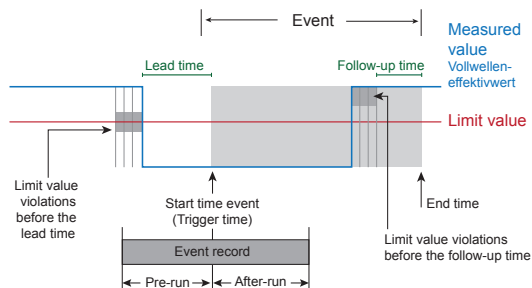 Event
Measured
value
Vollwellen-
effektivwert
Lead time
Follow-up time
Limit value
Limit value
violations
before the
lead time
Start time event
(Trigger time)
End time
Limit value violations
before the follow-up time
Event record
Pre-run
After-run